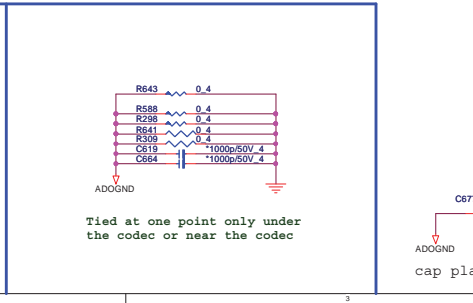 R643 0_4
R588 0_4
R298 0_4
R641 0_4
R309 0_4
C619 *1000p/50V_4
C664 *1000p/50V_4
ADOGND
Tied at one point only under
the codec or near the codec
C67
ADOGND
cap pla
3